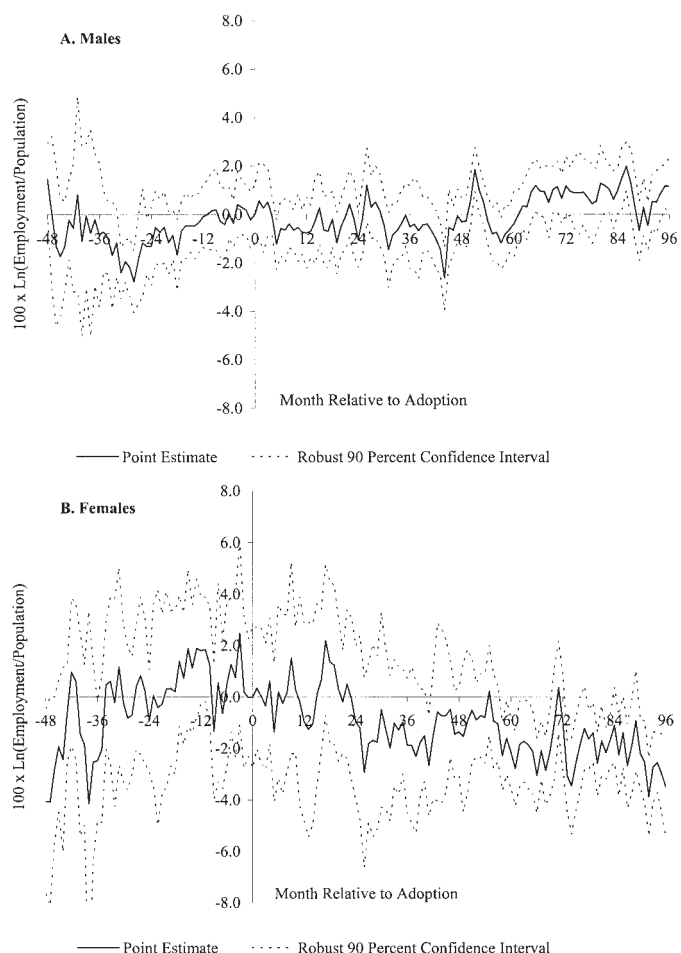 A. Males
8.0
6.0
4.0
2.0
0.0
-48 -36 -24 -12 0 12 24 36 48 60 72 84 96
-2.0
-4.0
-6.0
-8.0
100 x Ln(Employment/Population)
Month Relative to Adoption
Point Estimate Robust 90 Percent Confidence Interval
B. Females
8.0
6.0
4.0
2.0
0.0
-48 -36 -24 -12 0 12 24 36 48 60 72 84 96
-2.0
-4.0
-6.0
-8.0
100 x Ln(Employment/Population)
Month Relative to Adoption
Point Estimate Robust 90 Percent Confidence Interval